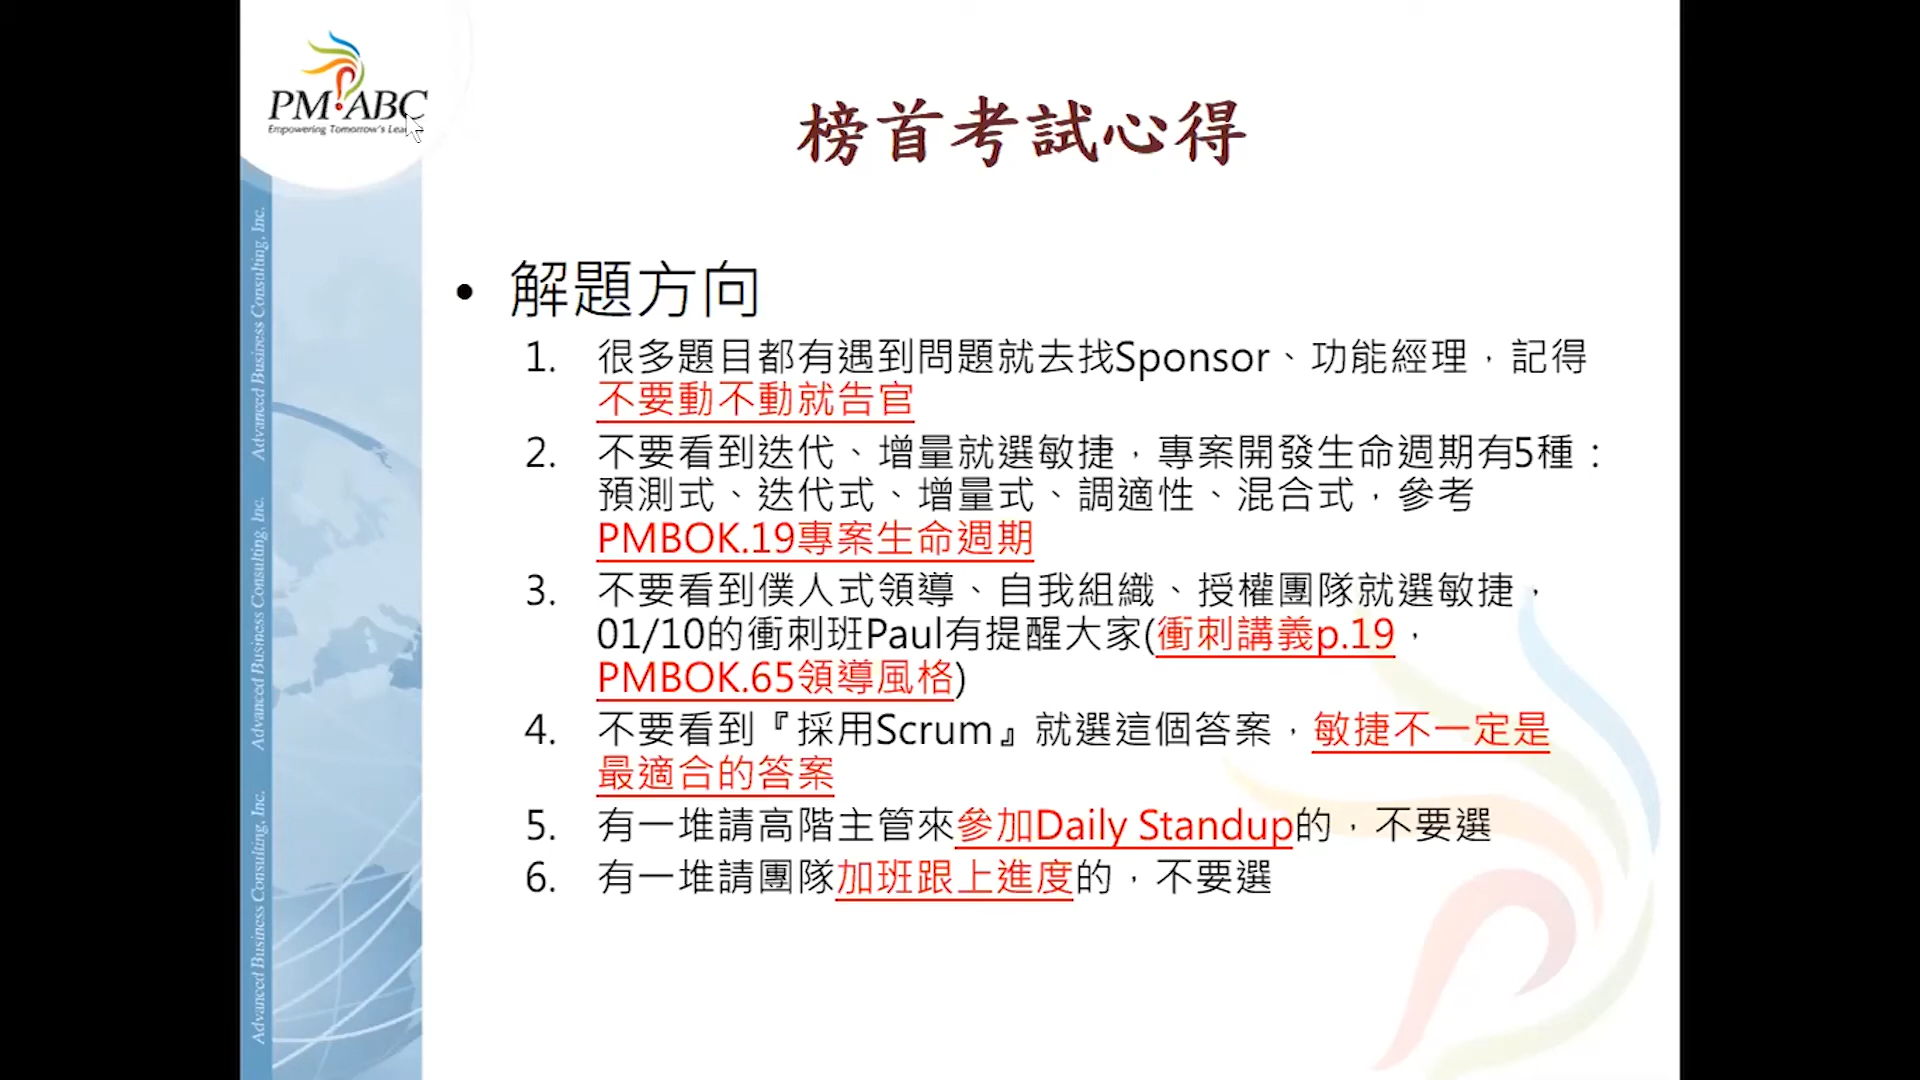 PM ABC
Empowering Tomorrow's
榜首考試心得
• 解題方向
1. 很多題目都有遇到問題就去找Sponsor、功能經理，記得
不要動不動就告官
2. 不要看到迭代、增量就選敏捷，專案開發生命週期有5種：
預測式、迭代式、增量式、調適性、混合式，參考
PMBOK.19專案生命週期
3. 不要看到僕人式領導、自我組織、授權團隊就選敏捷，
01/10的衝刺班Paul有提醒大家(衝刺講義p.19，
PMBOK.65領導風格)
4. 不要看到『採用Scrum』就選這個答案，敏捷不一定是
最適合的答案
5. 有一堆請高階主管來參加Daily Standup的，不要選
6. 有一堆請團隊加班跟上進度的，不要選
Advanced Business Consulting, Inc.
Advanced Business Consulting, Inc.
Advanced Business Consulting, Inc.